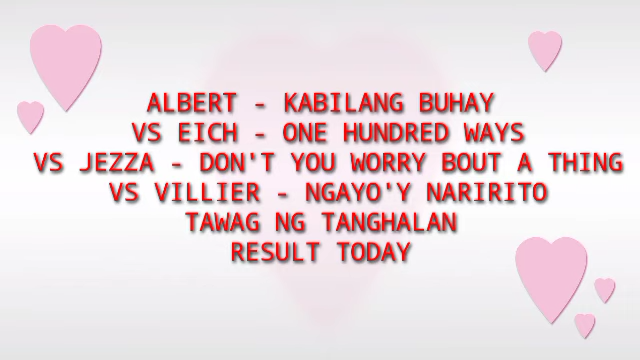 ALBERT - KABILANG BUHAY
VS EICH - ONE HUNDRED WAYS
VS JEZZA - DON'T YOU WORRY BOUT A THING
VS VILLIER - NGAYO'Y NARIRITO
TAWAG NG TANGHALAN
RESULT TODAY